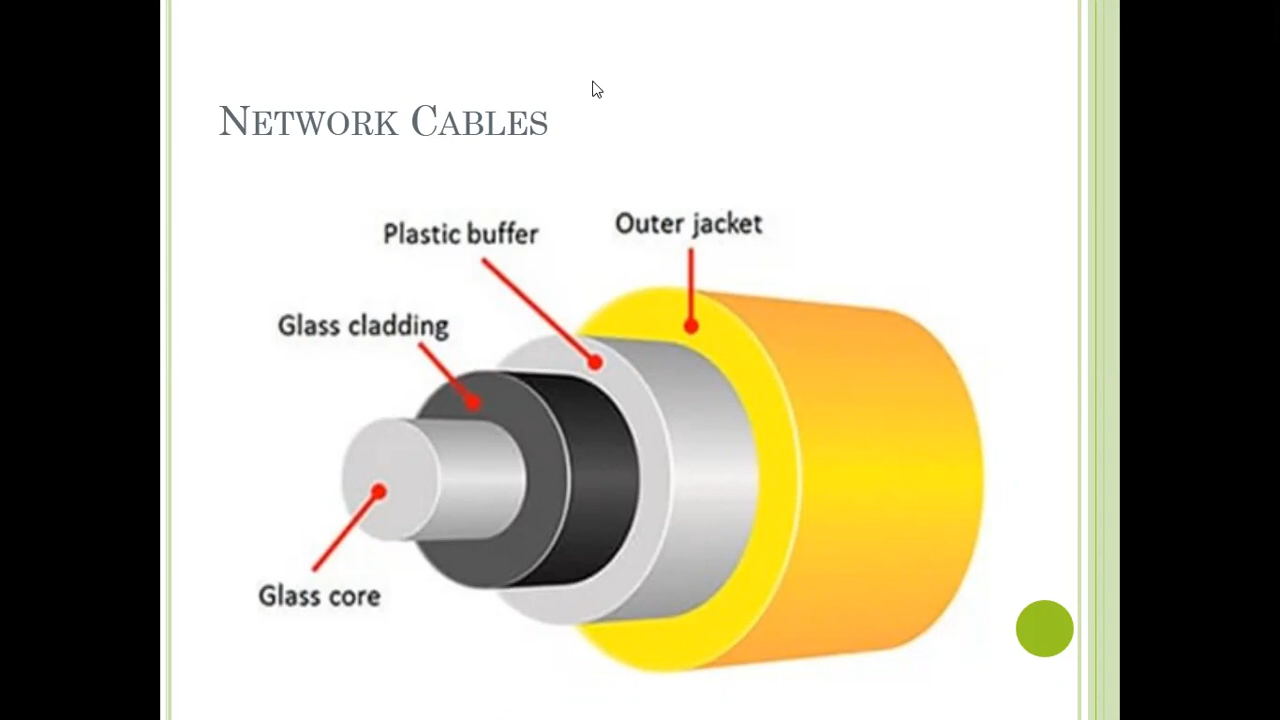 Network Cables
Outer jacket
Plastic buffer
Glass cladding
Glass core